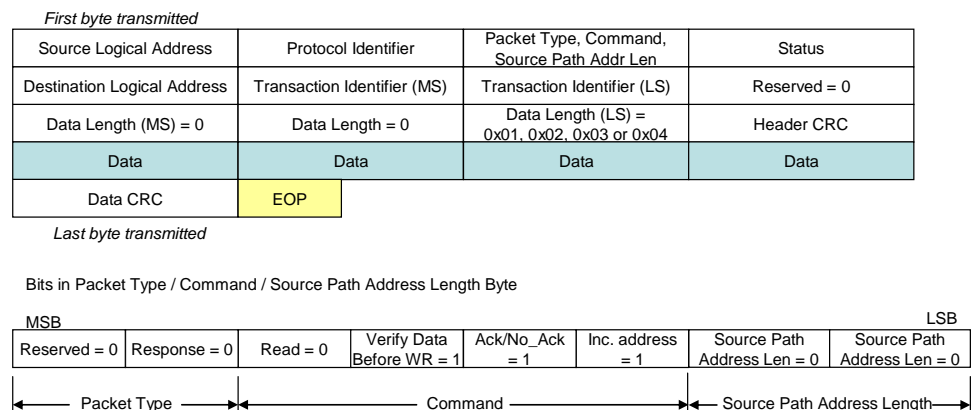 First byte transmitted
Source Logical Address Protocol Identifier Packet Type, Command, Source Path Addr Len Status
Destination Logical Address Transaction Identifier (MS) Transaction Identifier (LS) Reserved = 0
Data Length (MS) = 0 Data Length = 0 Data Length (LS) = 0x01, 0x02, 0x03 or 0x04 Header CRC
Data Data Data Data
Data CRC EOP
Last byte transmitted
Bits in Packet Type / Command / Source Path Address Length Byte
MSB LSB
Reserved = 0 Response = 0 Read = 0 Verify Data Before WR = 1 Ack/No_Ack = 1 Inc. address = 1 Source Path Address Len = 0 Source Path Address Len = 0
Packet Type Command Source Path Address Length